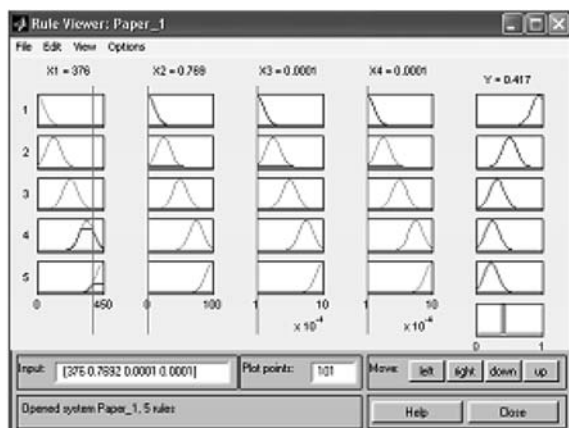 Rule Viewer: Paper_1
File Edit View Options
X1 = 376 X2 = 0.769 X3 = 0.0001 X4 = 0.0001 Y = 0.417
1
2
3
4
5
0 450 0 100 1 10 1 10
x 10⁻⁴ x 10⁻⁴
0 1
Input: [376 0.7692 0.0001 0.0001] Plot points: 101 Move: left right down up
Opened system Paper_1, 5 rules Help Close